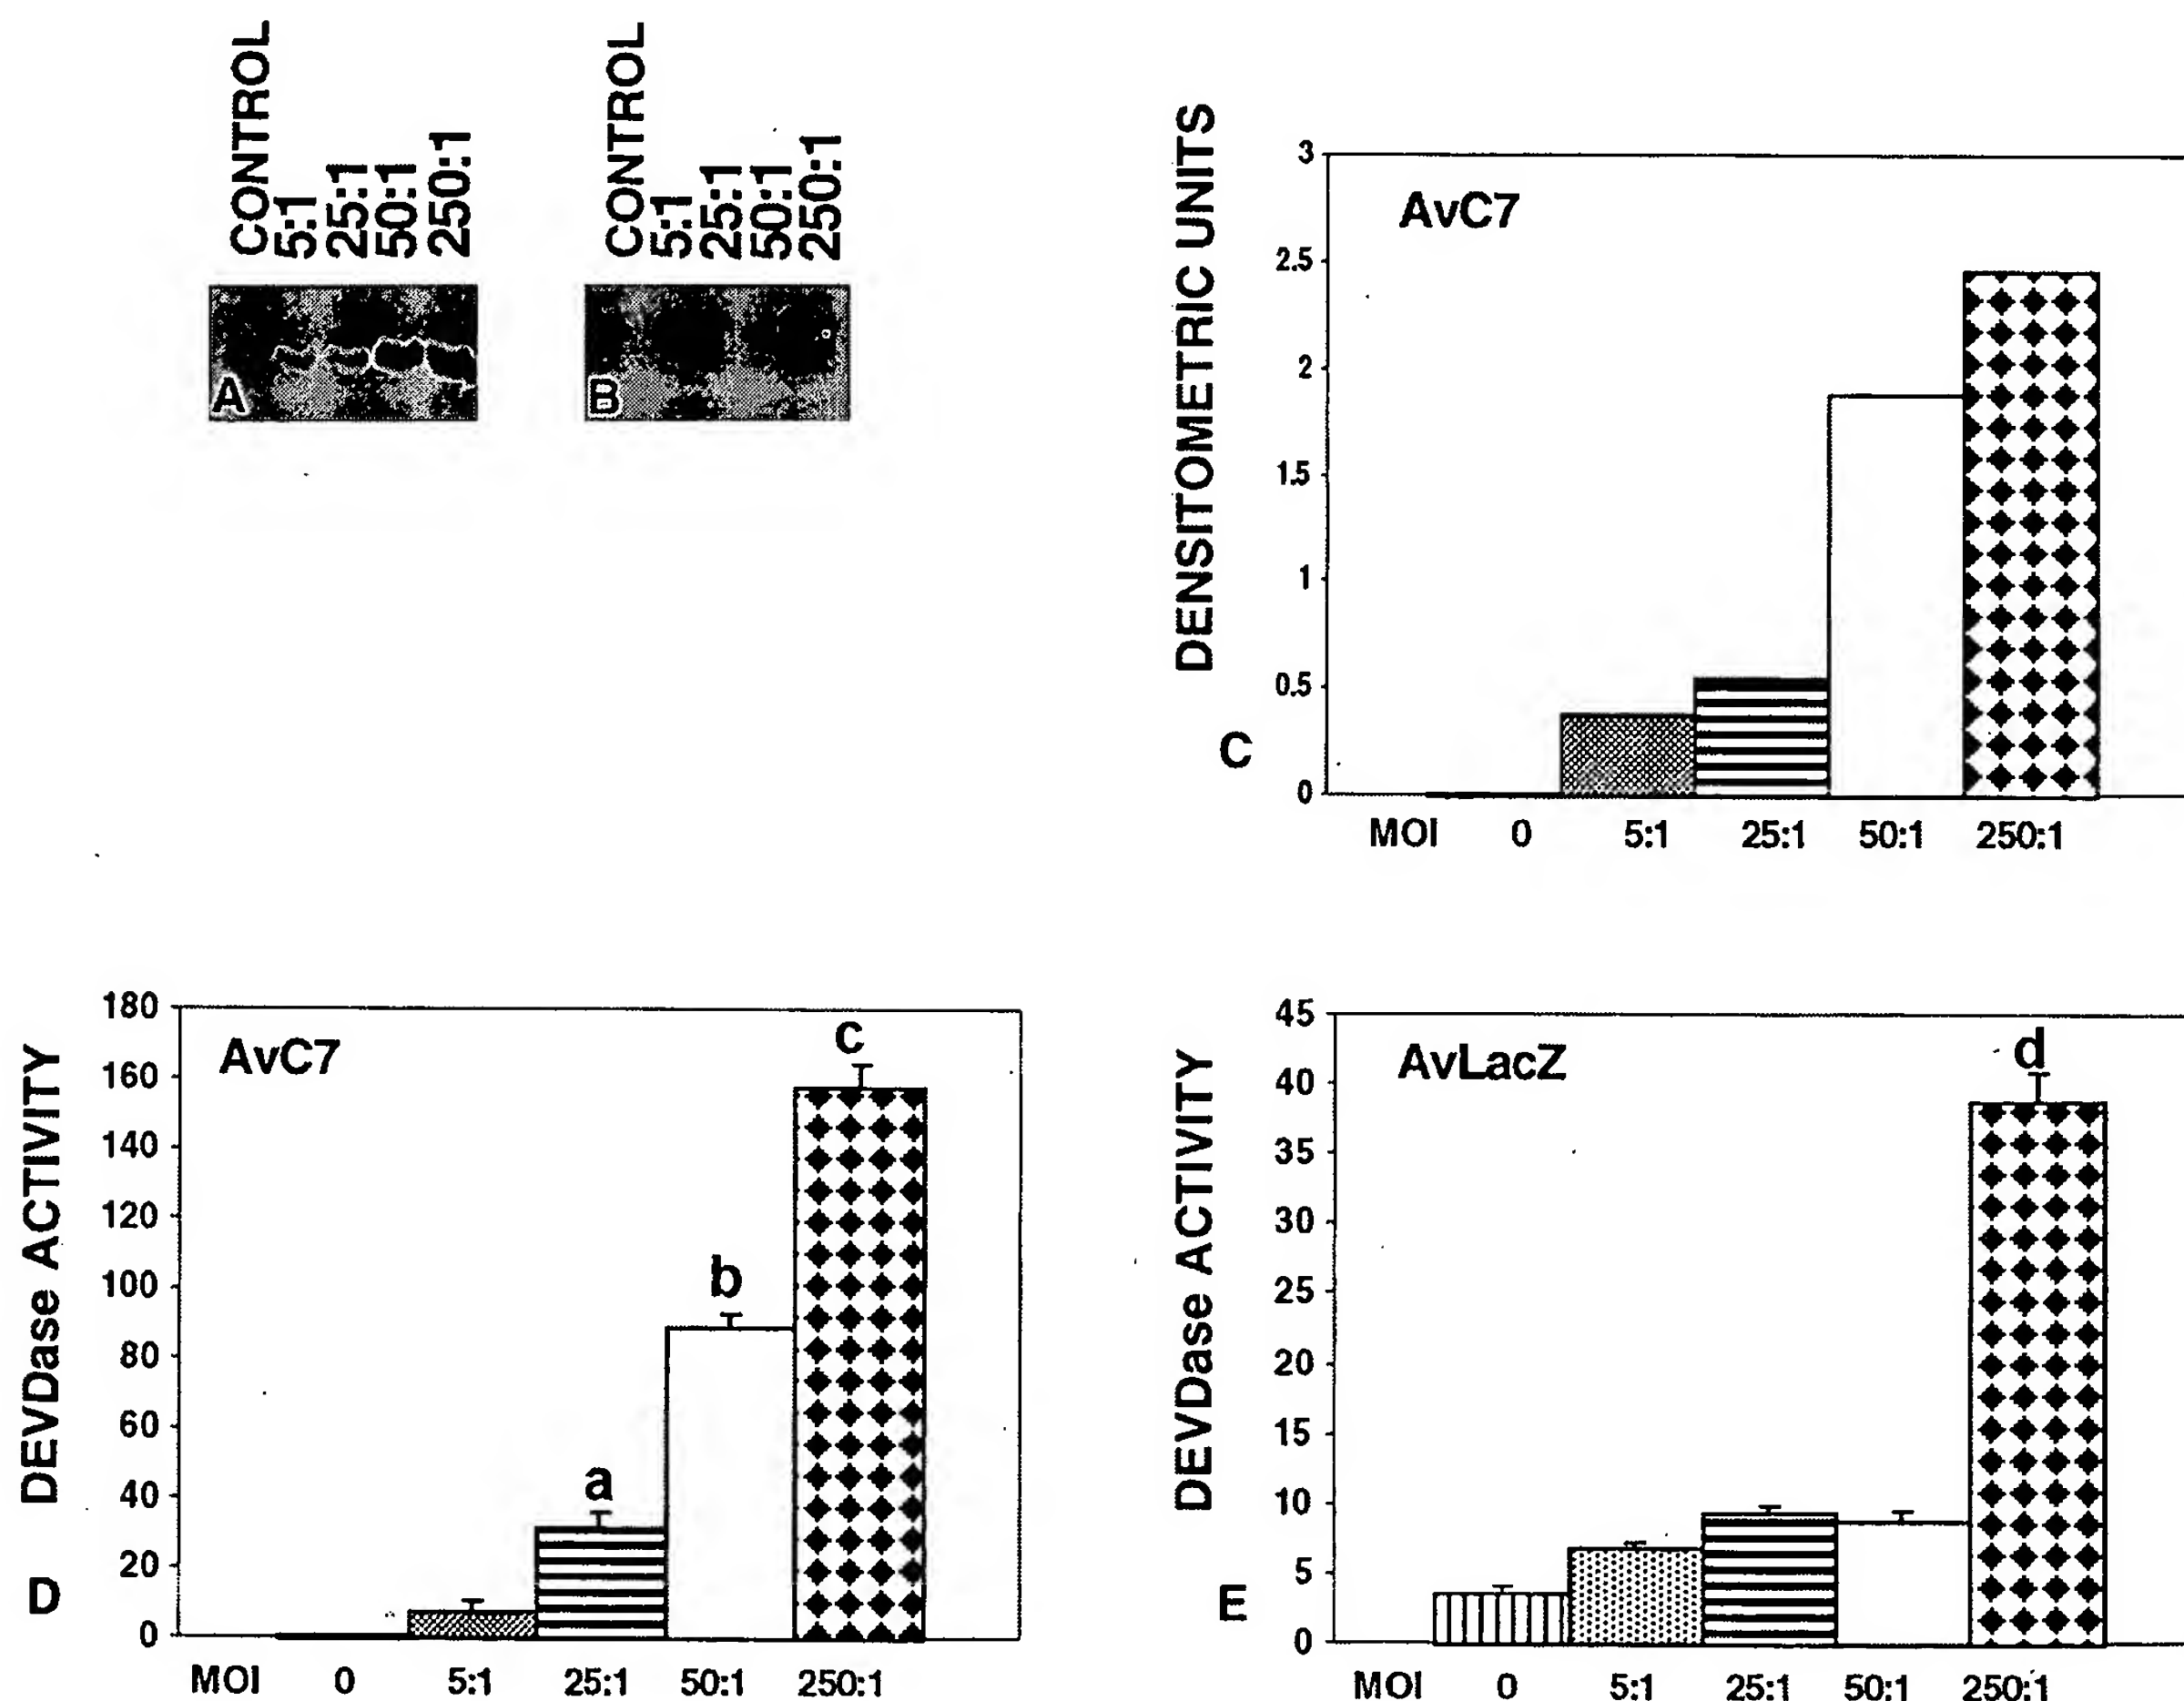 CONTROL
5:1
25:1
50:1
250:1
A
CONTROL
5:1
25:1
50:1
250:1
B
DENSITOMETRIC UNITS
3
2.5
2
1.5
1
0.5
0
AvC7
C
MOI 0 5:1 25:1 50:1 250:1
DEVDase ACTIVITY
180
160
140
120
100
80
60
40
20
0
AvC7
a
b
c
D
MOI 0 5:1 25:1 50:1 250:1
DEVDase ACTIVITY
45
40
35
30
25
20
15
10
5
0
AvLacZ
d
E
MOI 0 5:1 25:1 50:1 250:1